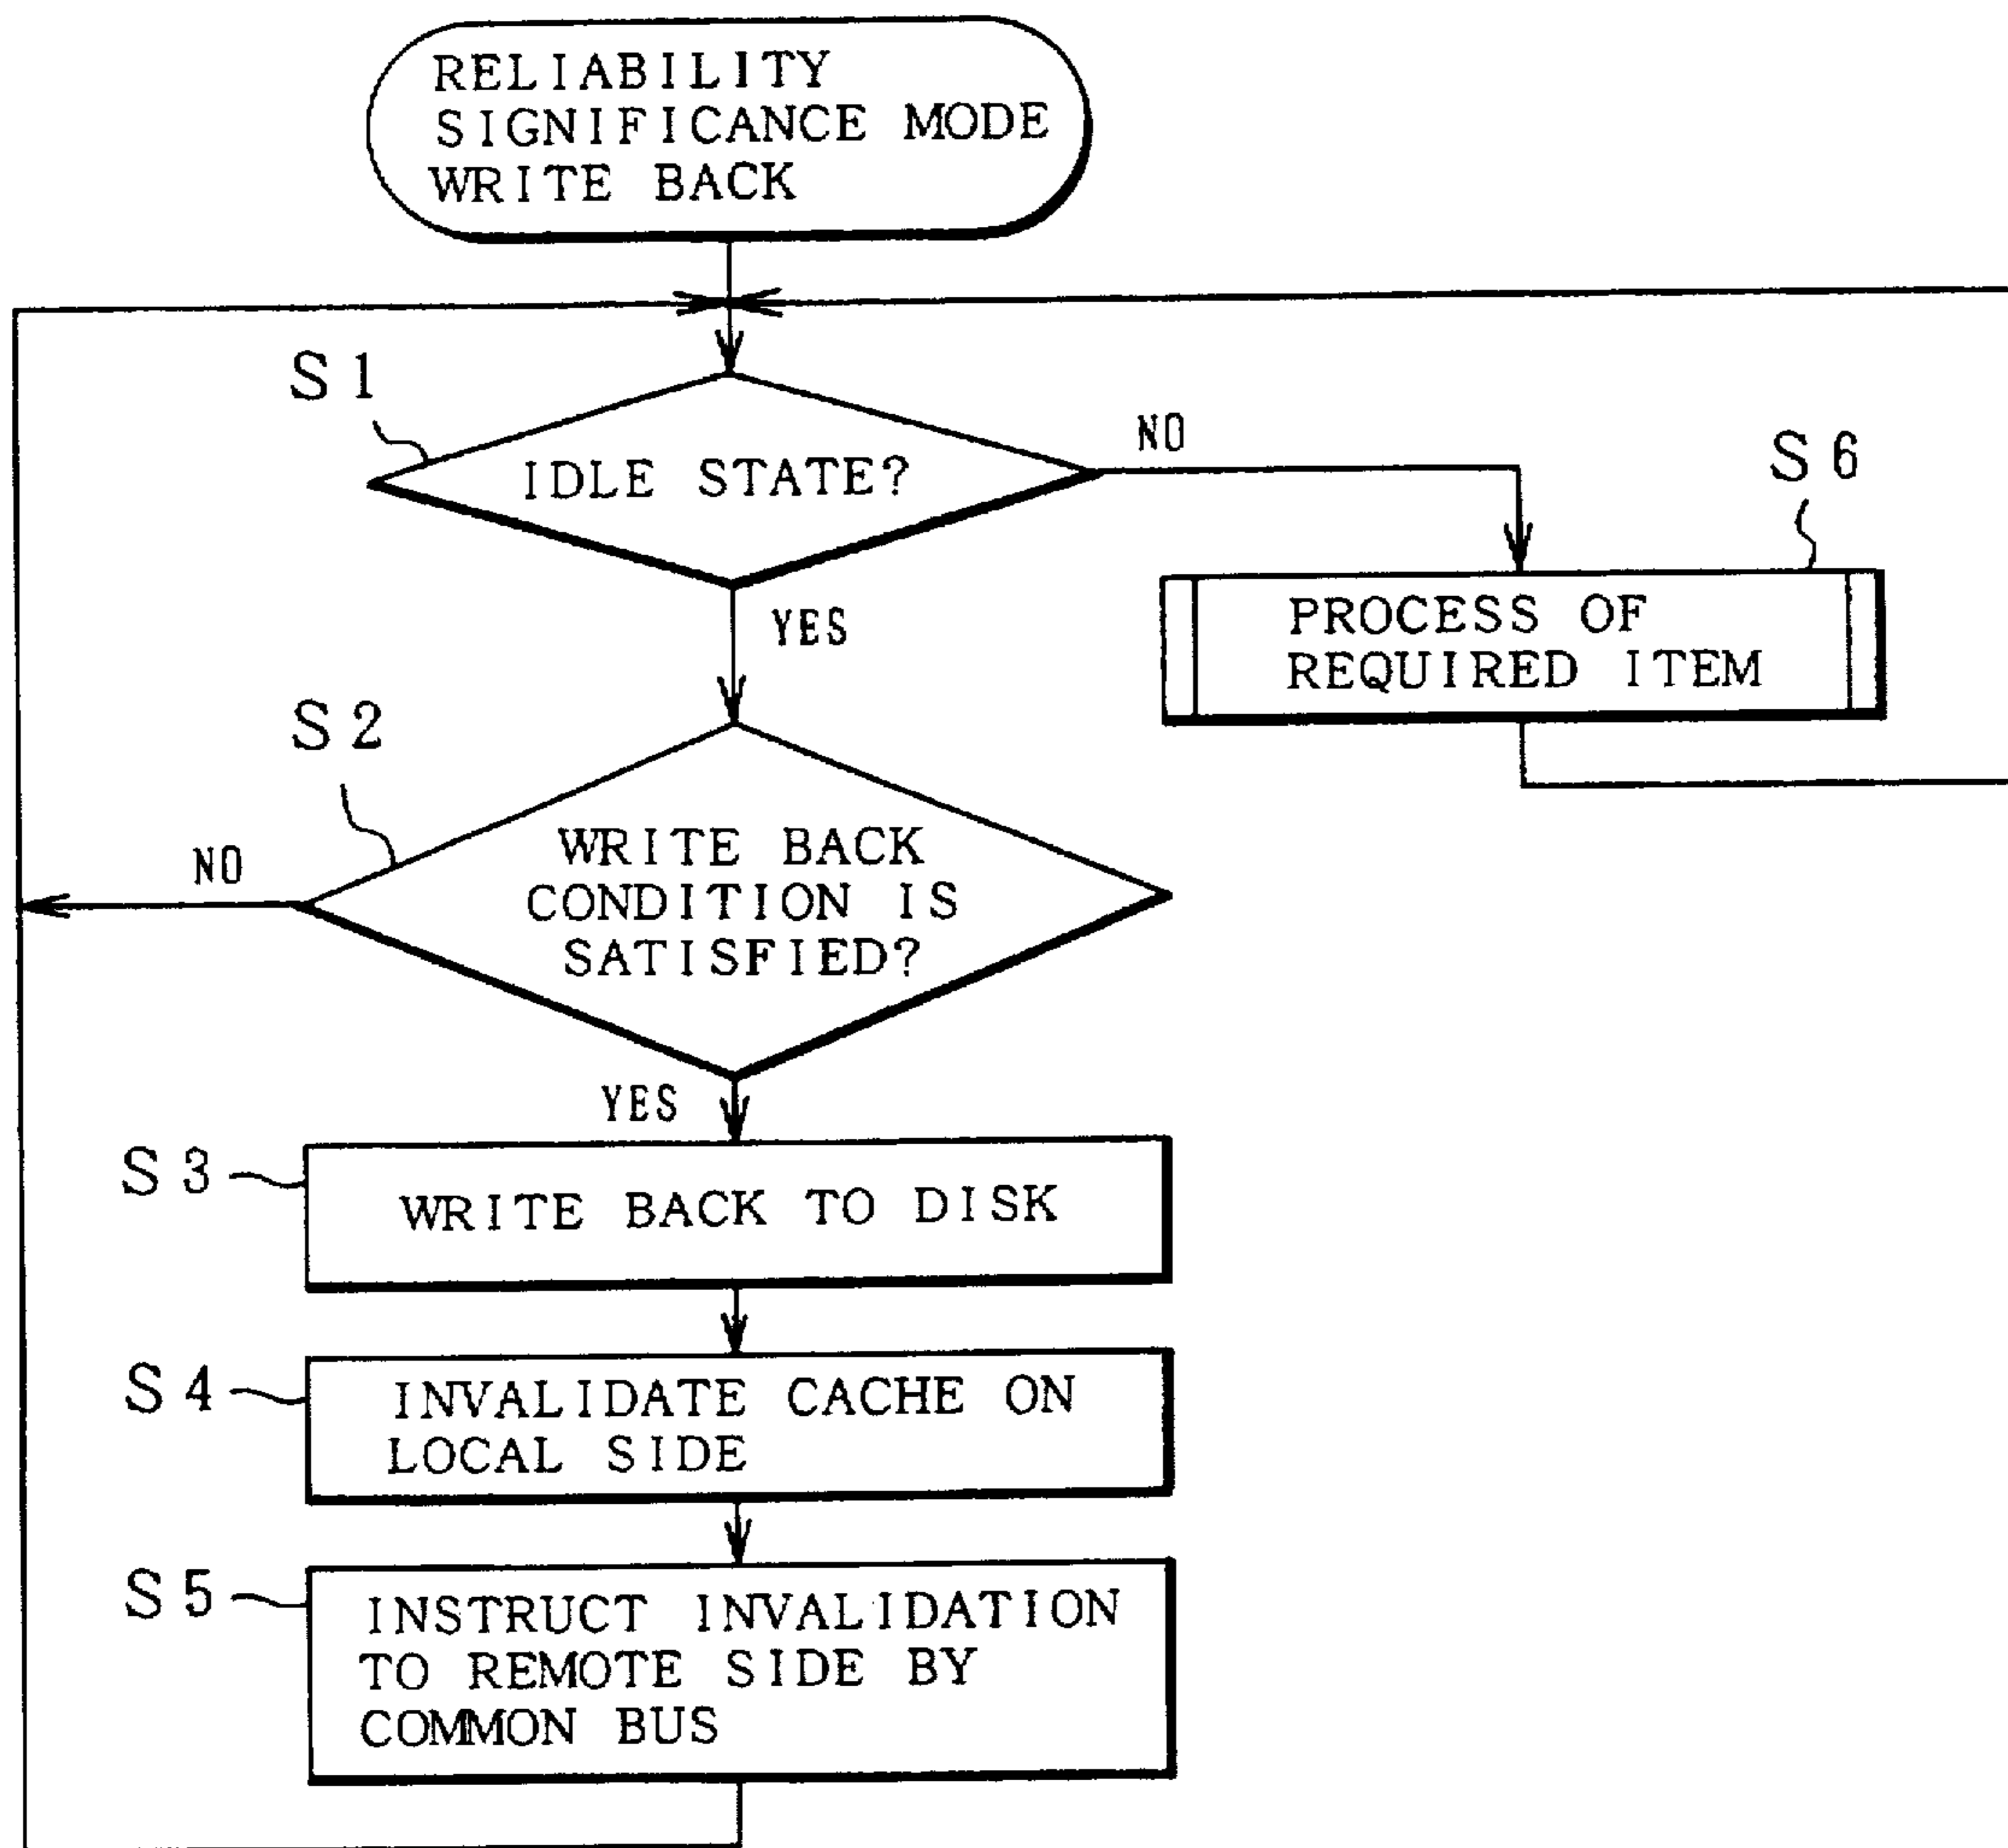 RELIABILITY
SIGNIFICANCE MODE
WRITE BACK
S1
IDLE STATE?
NO
S6
PROCESS OF
REQUIRED ITEM
YES
S2
WRITE BACK
CONDITION IS
SATISFIED?
NO
YES
S3
WRITE BACK TO DISK
S4
INVALIDATE CACHE ON
LOCAL SIDE
S5
INSTRUCT INVALIDATION
TO REMOTE SIDE BY
COMMON BUS